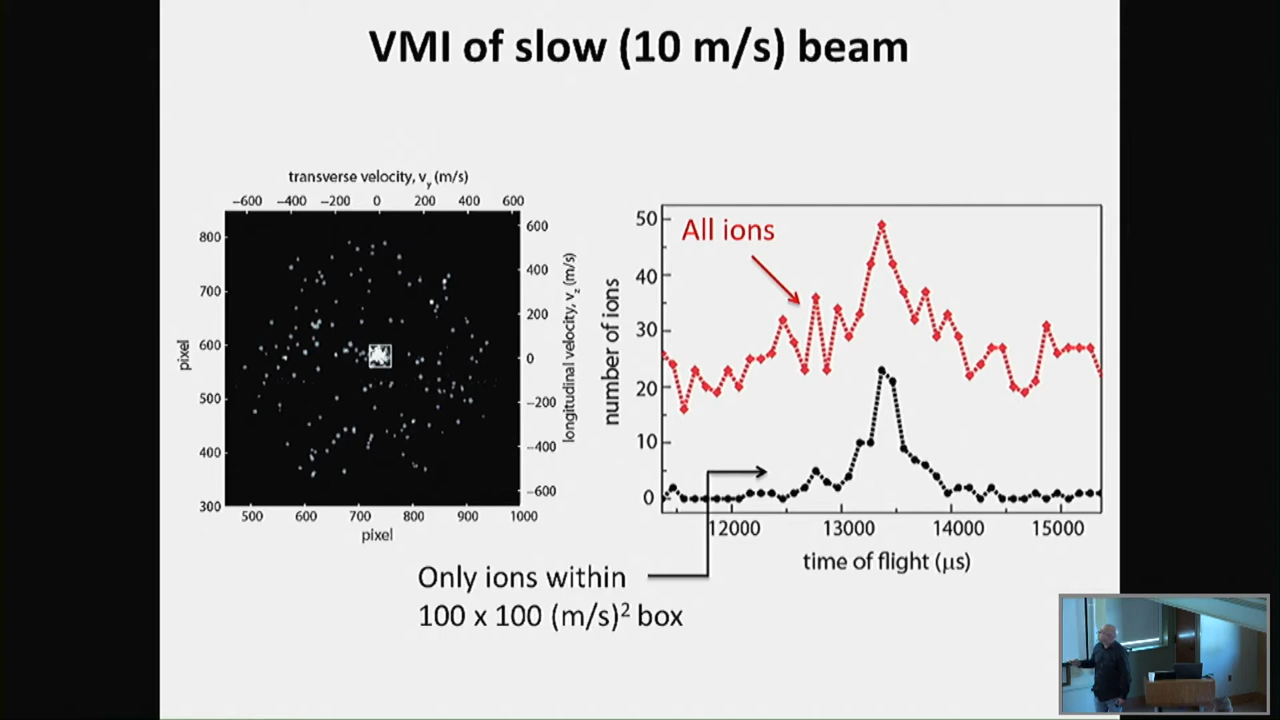 VMI of slow (10 m/s) beam
transverse velocity, vy (m/s)
−600 −400 −200 0 200 400 600
800
700
600
500
400
300
pixel
600
400
200
0
−200
−400
−600
longitudinal velocity, vz (m/s)
500 600 700 800 900 1000
pixel
All ions
50
40
30
20
10
0
number of ions
12000 13000 14000 15000
time of flight (μs)
Only ions within
100 x 100 (m/s)² box